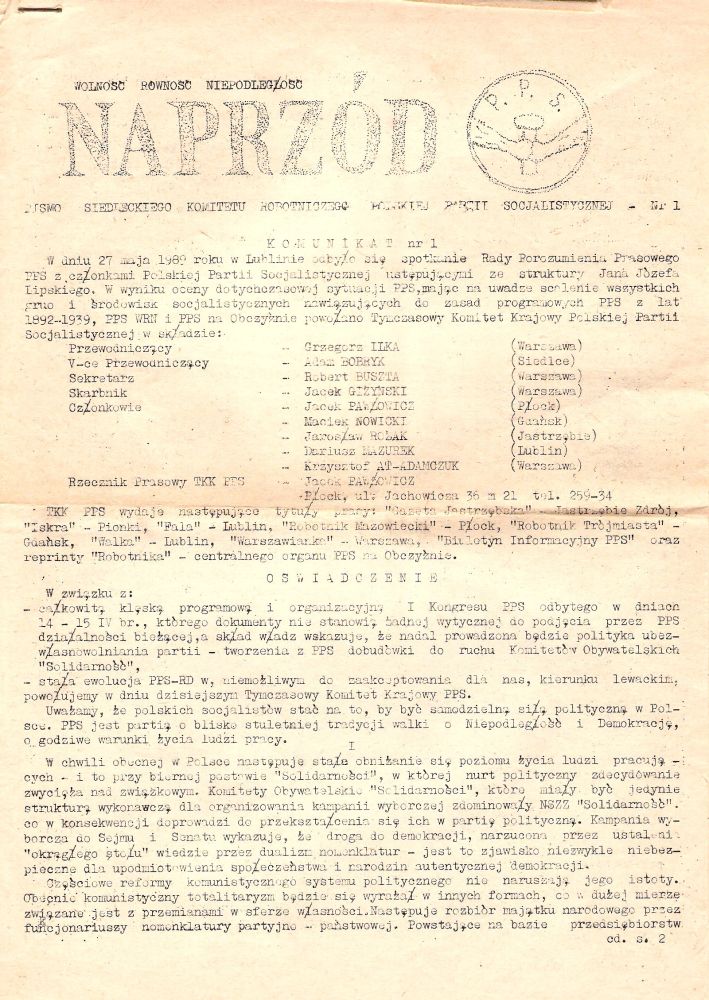 WOLNOŚĆ RÓWNOŚĆ NIEPODLEGŁOŚĆ
NAPRZÓD
P. P. S.
PISMO SIEDLECKIEGO KOMITETU ROBOTNICZEGO POLSKIEJ PARTII SOCJALISTYCZNEJ - Nr 1
K O M U N I K A T nr 1
W dniu 27 maja 1989 roku w Lublinie odbyło się spotkanie Rady Porozumienia Prasowego
PPS z członkami Polskiej Partii Socjalistycznej ustępującymi ze struktury Jana Józefa
Lipskiego. W wyniku oceny dotychczasowej sytuacji PPS, mając na uwadze scalenie wszystkich
grup i środowisk socjalistycznych nawiązujących do zasad programowych PPS z lat
1892-1939, PPS WRN i PPS na Obczyźnie powołano Tymczasowy Komitet Krajowy Polskiej Partii
Socjalistycznej w składzie:
Przewodniczący - Grzegorz ILKA (Warszawa)
V-ce Przewodniczący - Adam BOBRYK (Siedlce)
Sekretarz - Robert BUSZTA (Warszawa)
Skarbnik - Jacek GIŻYŃSKI (Warszawa)
Członkowie - Jacek PAWŁOWICZ (Płock)
- Maciek NOWICKI (Gdańsk)
- Jarosław ROLAK (Jastrzębie)
- Dariusz MAZUREK (Lublin)
- Krzysztof AT-ADAMCZUK (Warszawa)
Rzecznik Prasowy TKK PPS - Jacek PAWŁOWICZ
Płock, ul. Jachowicza 36 m 21 tel. 259-34
TKK PPS wydaje następujące tytuły prasy: "Gazeta Jastrzębska" - Jastrzębie Zdrój,
"Iskra" - Pionki, "Fala" - Lublin, "Robotnik Mazowiecki" - Płock, "Robotnik Trójmiasta" -
Gdańsk, "Walka" - Lublin, "Warszawianka" - Warszawa, "Biuletyn Informacyjny PPS" oraz
reprinty "Robotnika" - centralnego organu PPS na Obczyźnie.
O S W I A D C Z E N I E
W związku z:
- całkowitą klęską programową i organizacyjną I Kongresu PPS odbytego w dniach
14 - 15 IV br., którego dokumenty nie stanowią żadnej wytycznej do podjęcia przez PPS
działalności bieżącej, a skład władz wskazuje, że nadal prowadzona będzie polityka ubez-
własnowolniania partii - tworzenia z PPS dobudówki do ruchu Komitetów Obywatelskich
"Solidarność",
- stałą ewolucją PPS-RD w, niemożliwym do zaakceptowania dla nas, kierunku lewackim,
powołujemy w dniu dzisiejszym Tymczasowy Komitet Krajowy PPS.
Uważamy, że polskich socjalistów stać na to, by być samodzielną siłą polityczną w Pol-
sce. PPS jest partią o blisko stuletniej tradycji walki o Niepodległość i Demokrację,
o godziwe warunki życia ludzi pracy.
I
W chwili obecnej w Polsce następuje stałe obniżanie się poziomu życia ludzi pracują -
cych - i to przy biernej postawie "Solidarności", w której nurt polityczny zdecydowanie
zwycięża nad związkowym. Komitety Obywatelskie "Solidarności", które miały być jedynie
strukturą wykonawczą dla organizowania kampanii wyborczej zdominowały NSZZ "Solidarność".
co w konsekwencji doprowadzi do przekształcenia się ich w partię polityczną. Kampania wy-
borcza do Sejmu i Senatu wykazuje, że droga do demokracji, narzucona przez ustalenia
"okrągłego stołu" wiedzie przez dualizm nomenklatur - jest to zjawisko niezwykle niebez-
pieczne dla upodmiotowienia społeczeństwa i narodzin autentycznej demokracji.
Częściowe reformy komunistycznego systemu politycznego nie naruszają jego istoty.
Obecnie komunistyczny totalitaryzm będzie się wyrażał w innych formach, co w dużej mierze
związane jest z przemianami w sferze własności. Następuje rozbiór majątku narodowego przez
funcjonariuszy nomenklatury partyjno - państwowej. Powstające na bazie przedsiębiorstw
cd. s. 2